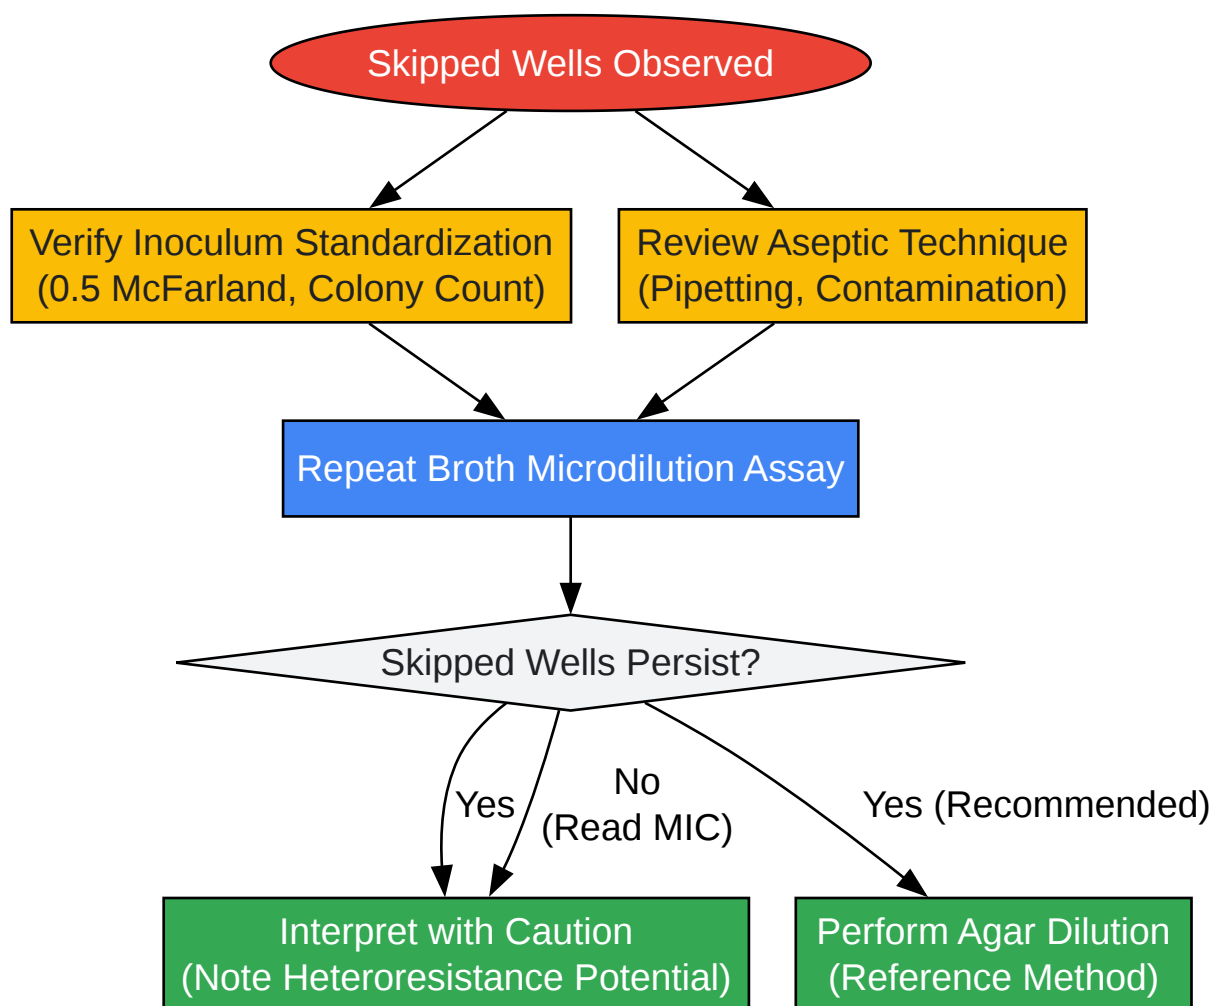 Skipped Wells Observed
Verify Inoculum Standardization
(0.5 McFarland, Colony Count)
Review Aseptic Technique
(Pipetting, Contamination)
Repeat Broth Microdilution Assay
Skipped Wells Persist?
Yes
No
(Read MIC)
Yes (Recommended)
Interpret with Caution
(Note Heteroresistance Potential)
Perform Agar Dilution
(Reference Method)